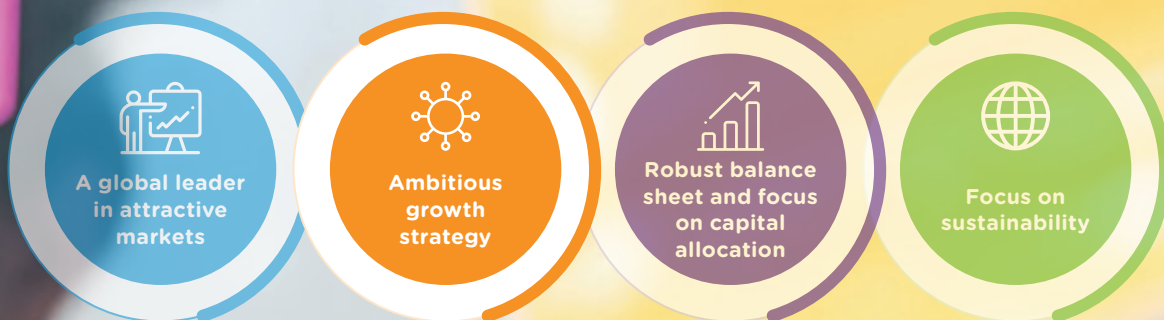 A global leader
in attractive
markets
Ambitious
growth
strategy
Robust balance
sheet and focus
on capital
allocation
Focus on
sustainability